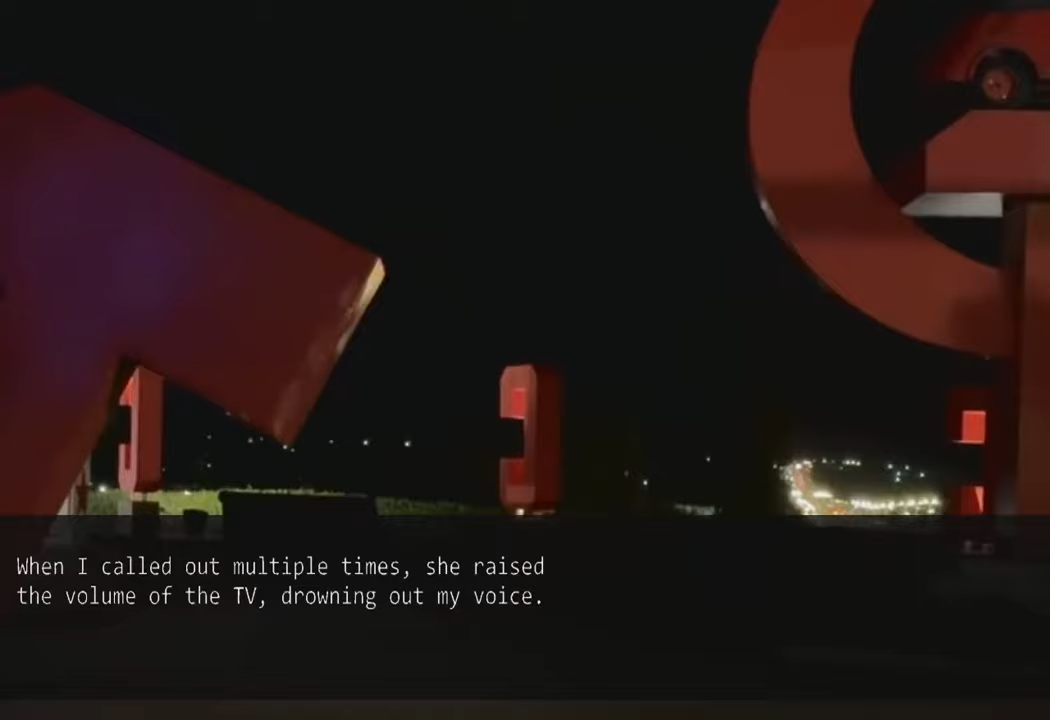 When I called out multiple times, she raised
the volume of the TV, drowning out my voice.